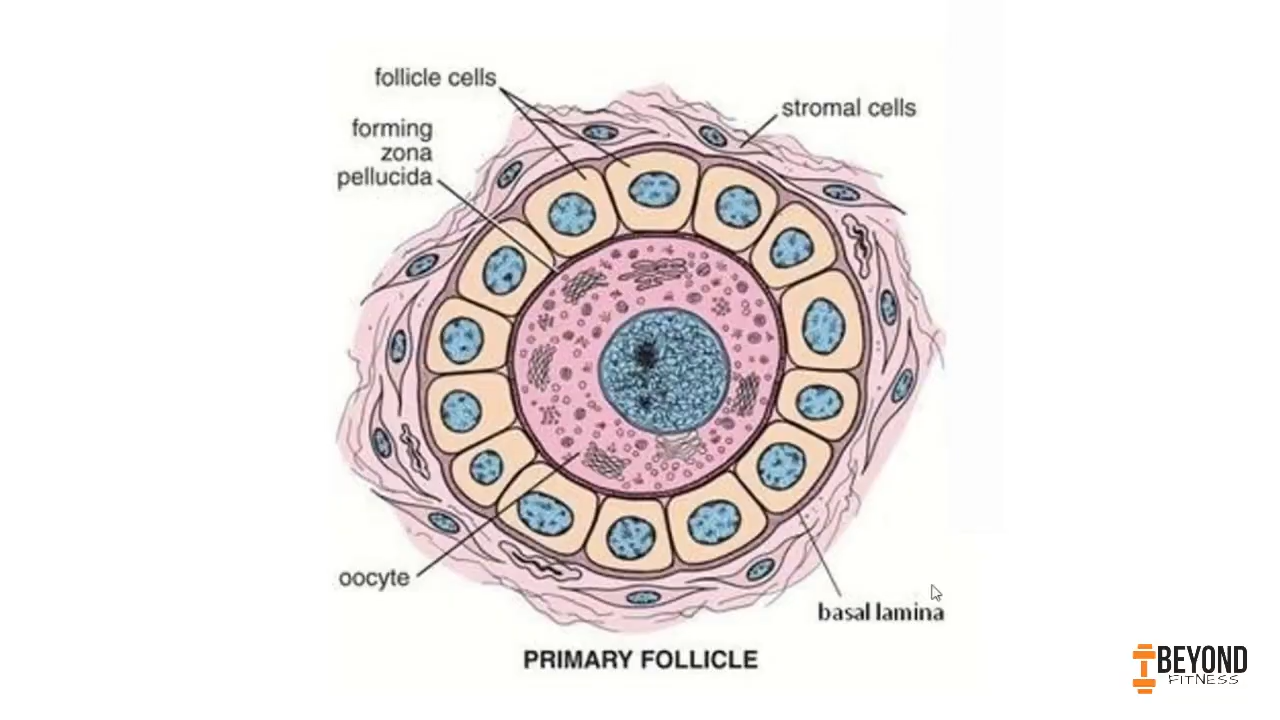 follicle cells
stromal cells
forming
zona
pellucida
oocyte
basal lamina
PRIMARY FOLLICLE
BEYOND
FITNESS